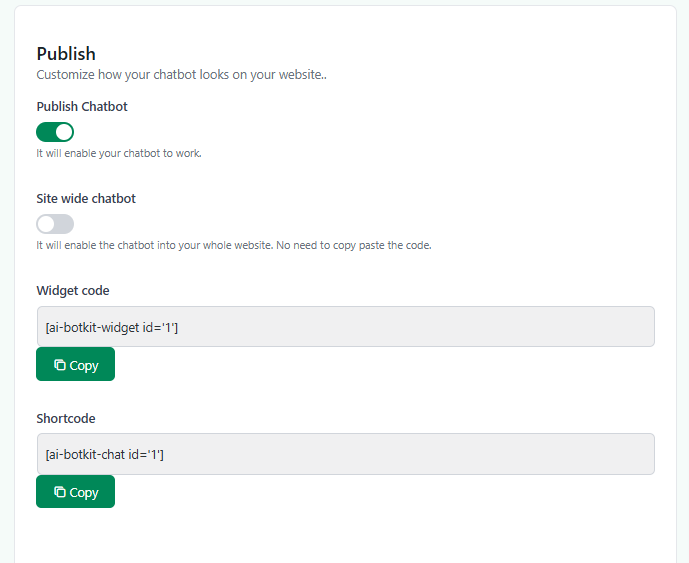 Publish
Customize how your chatbot looks on your website..
Publish Chatbot
It will enable your chatbot to work.
Site wide chatbot
It will enable the chatbot into your whole website. No need to copy paste the code.
Widget code
[ai-botkit-widget id='1']
Copy
Shortcode
[ai-botkit-chat id='1']
Copy